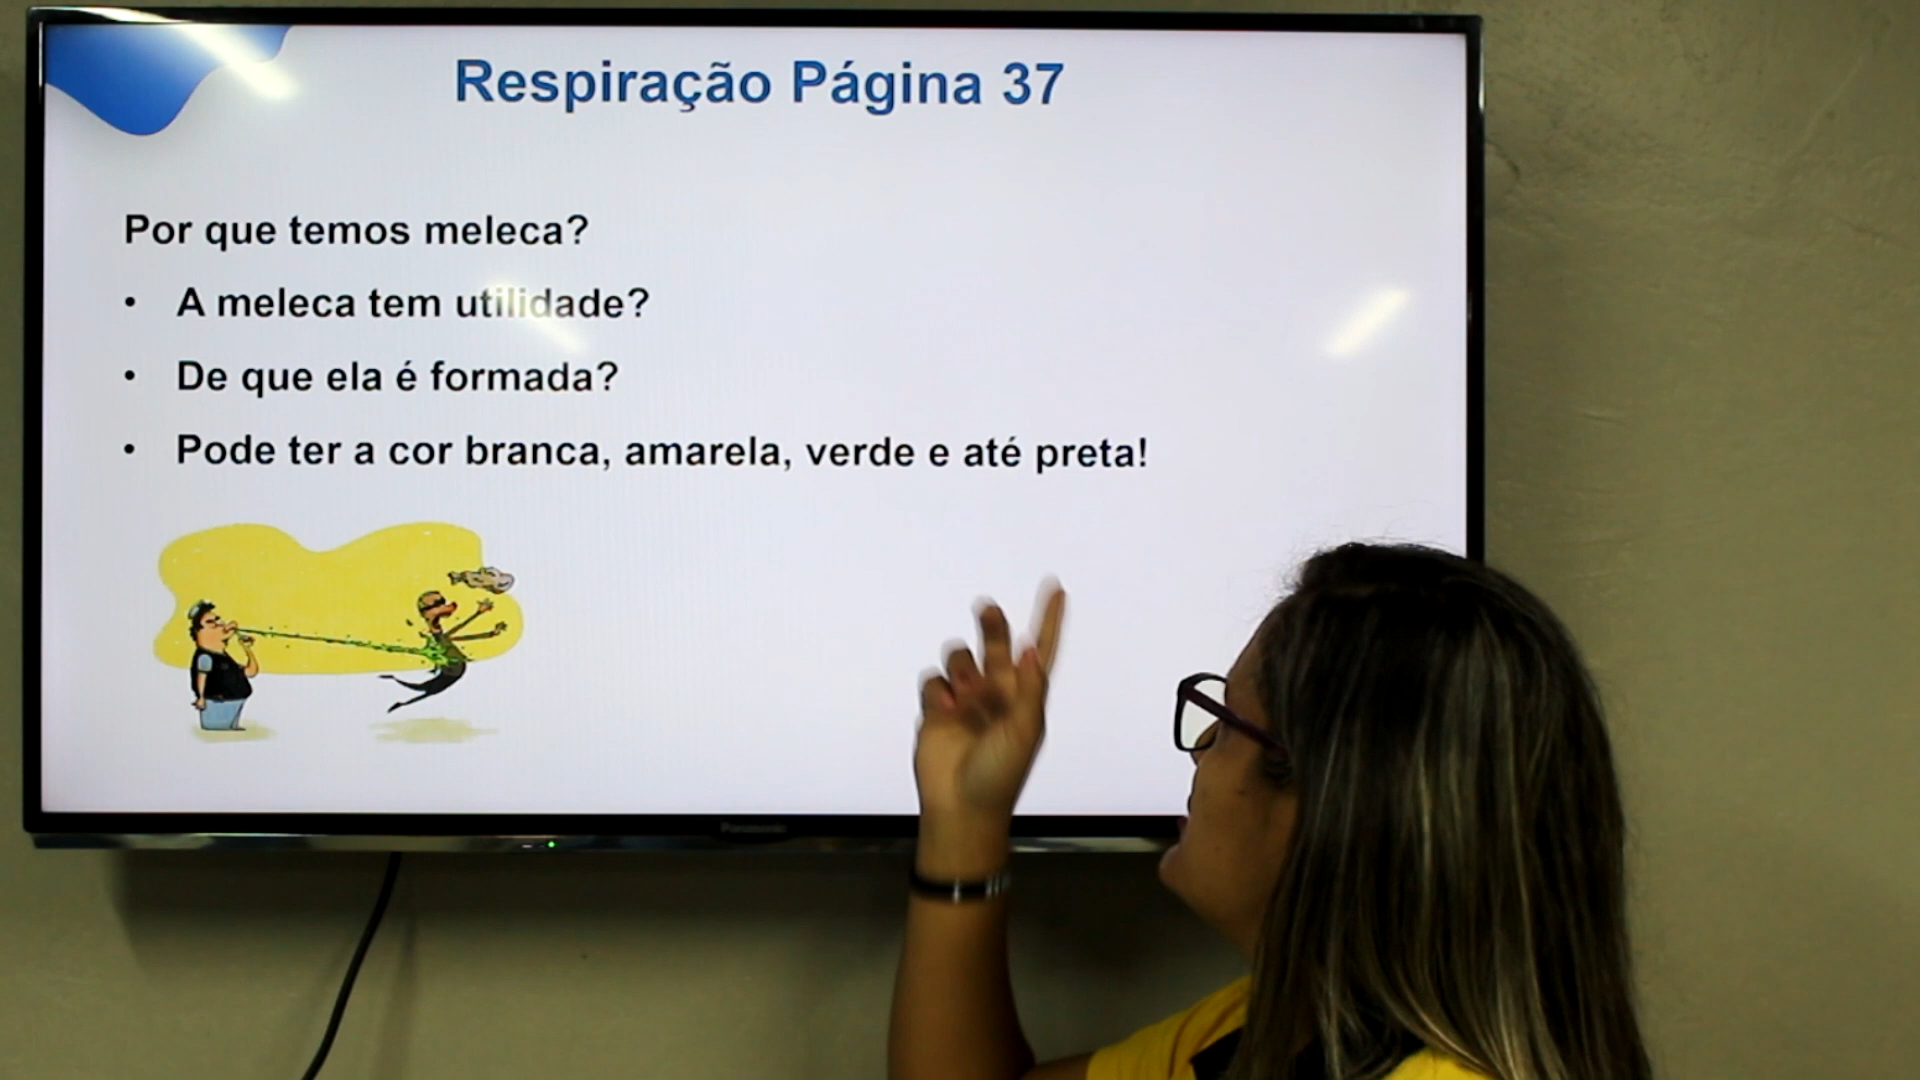 Respiração Página 37
Por que temos meleca?
• A meleca tem utilidade?
• De que ela é formada?
• Pode ter a cor branca, amarela, verde e até preta!
Panasonic